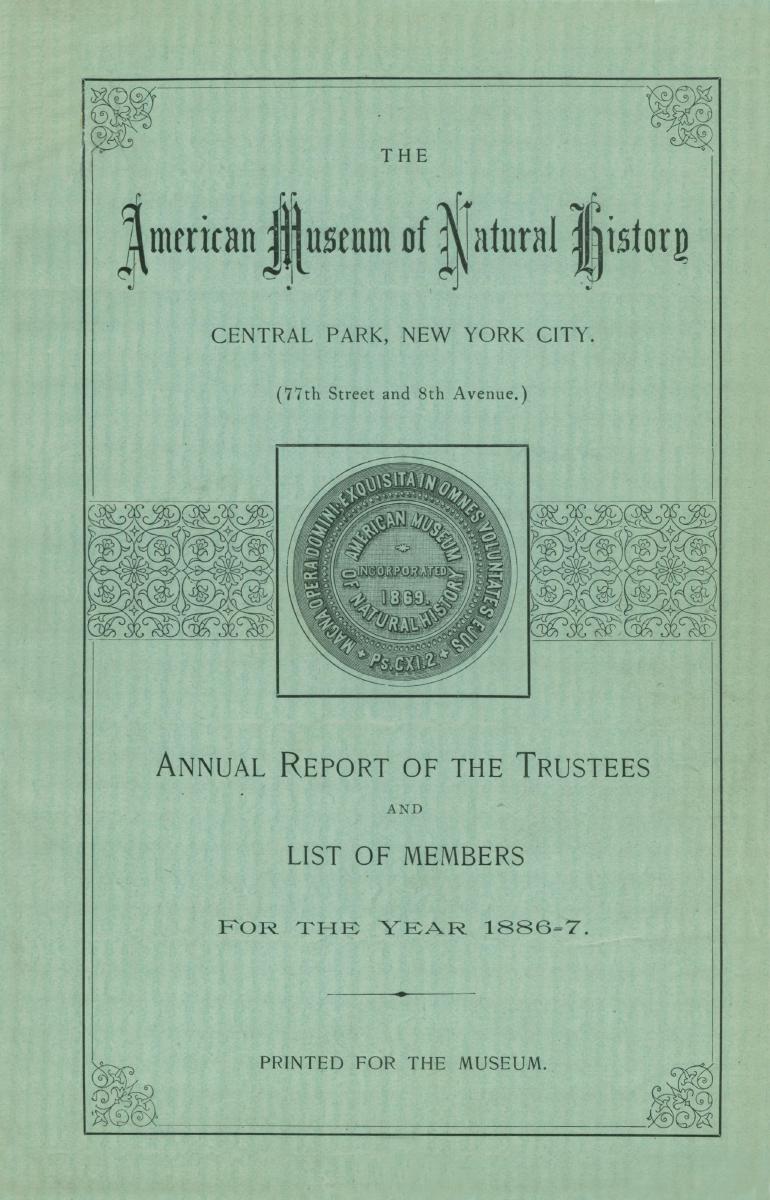 THE
American Museum of Natural History
CENTRAL PARK, NEW YORK CITY.
(77th Street and 8th Avenue.)
MAGNA OPERA DOMINI: EXQUISITA IN OMNES VOLUNTATES EJUS
Ps. CXI. 2
AMERICAN MUSEUM
OF NATURAL HISTORY
INCORPORATED
1869.
ANNUAL REPORT OF THE TRUSTEES
AND
LIST OF MEMBERS
FOR THE YEAR 1886-7.
PRINTED FOR THE MUSEUM.